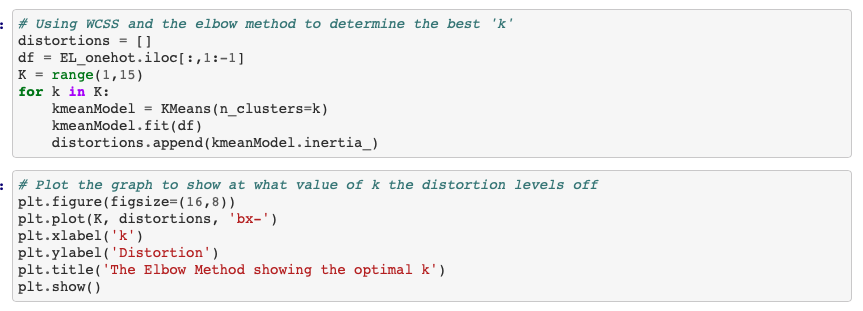 # Using WCSS and the elbow method to determine the best 'k'
distortions = []
df = EL_onehot.iloc[:,1:-1]
K = range(1,15)
for k in K:
    kmeanModel = KMeans(n_clusters=k)
    kmeanModel.fit(df)
    distortions.append(kmeanModel.inertia_)
# Plot the graph to show at what value of k the distortion levels off
plt.figure(figsize=(16,8))
plt.plot(K, distortions, 'bx-')
plt.xlabel('k')
plt.ylabel('Distortion')
plt.title('The Elbow Method showing the optimal k')
plt.show()